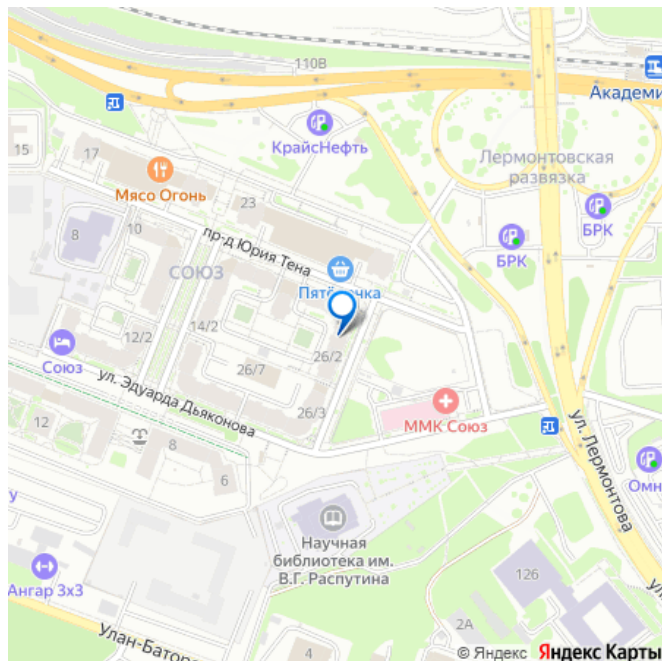 110В
Академи
КрайсНефть
15
17
Мясо Огонь
Лермонтовская
развязка
БРК
23
8
10
пр-д Юрия Тена
БРК
СОЮЗ
Пятёрочка
12/2
14/2
26/2
Союз
26/7
ул. Эдуарда Дьяконова
26/3
ММК Союз
12
8
6
ул. Лермонтова
Омн
У
Научная
библиотека им.
В.Г. Распутина
126
Ангар 3х3
Улан-Батор
4
2А
ул.
© Яндекс Яндекс Карты